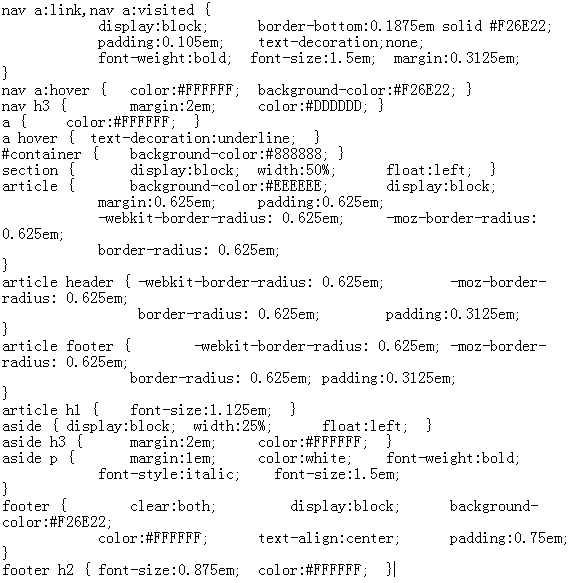 nav a:link,nav a:visited {
display:block; border-bottom:0.1875em solid #F26E22;
padding:0.105em; text-decoration;none;
font-weight:bold; font-size:1.5em; margin:0.3125em;
}
nav a:hover { color:#FFFFFF; background-color:#F26E22; }
nav h3 { margin:2em; color:#DDDDDD; }
a { color:#FFFFFF; }
a hover { text-decoration:underline; }
#container { background-color:#888888; }
section { display:block; width:50%; float:left; }
article { background-color:#EEEEEE; display:block;
margin:0.625em; padding:0.625em;
-webkit-border-radius: 0.625em; -moz-border-radius:
0.625em;
border-radius: 0.625em;
}
article header { -webkit-border-radius: 0.625em; -moz-border-
radius: 0.625em;
border-radius: 0.625em; padding:0.3125em;
}
article footer { -webkit-border-radius: 0.625em; -moz-border-
radius: 0.625em;
border-radius: 0.625em; padding:0.3125em;
}
article h1 { font-size:1.125em; }
aside { display:block; width:25%; float:left; }
aside h3 { margin:2em; color:#FFFFFF; }
aside p { margin:1em; color:white; font-weight:bold;
font-style:italic; font-size:1.5em;
}
footer { clear:both; display:block; background-
color:#F26E22;
color:#FFFFFF; text-align:center; padding:0.75em;
}
footer h2 { font-size:0.875em; color:#FFFFFF; }